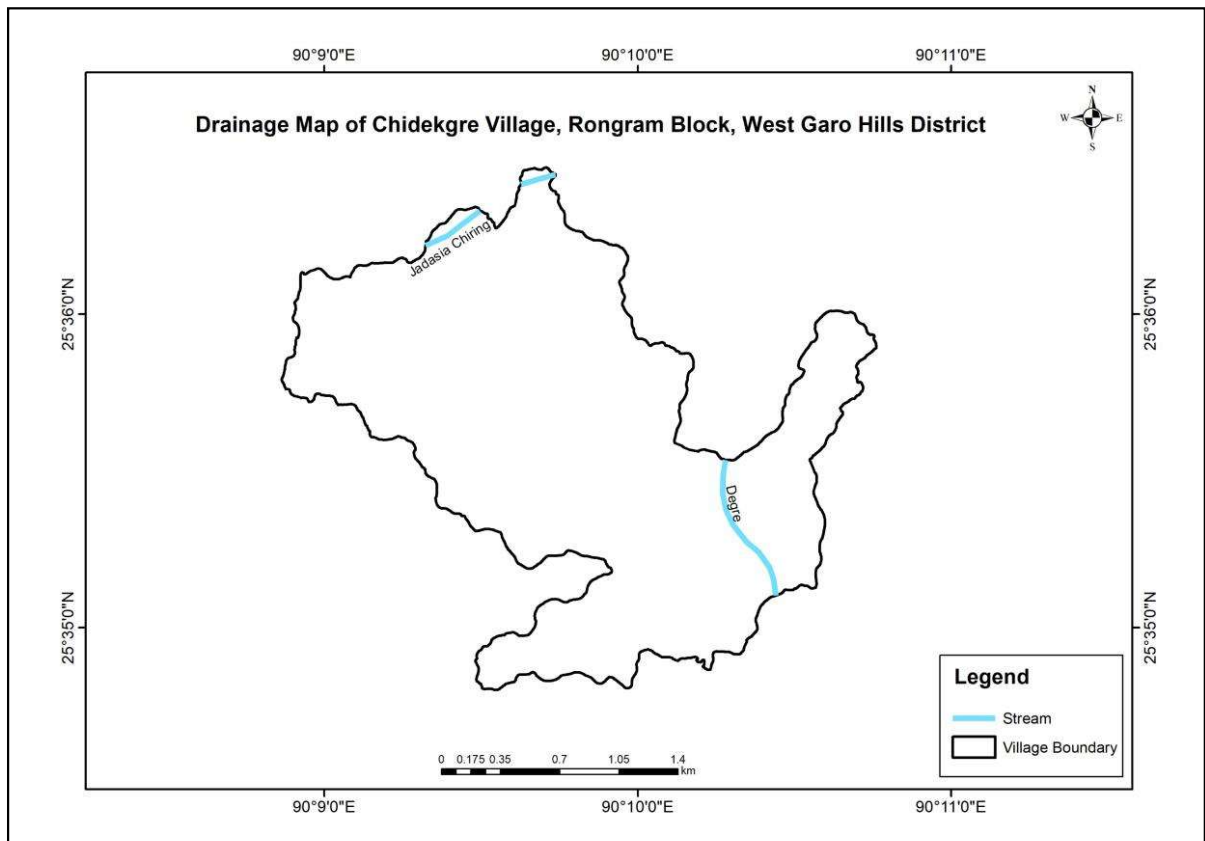 90°9'0"E 90°10'0"E 90°11'0"E
Drainage Map of Chidekgre Village, Rongram Block, West Garo Hills District
N
W E
S
Jadasia Chiring
25°36'0"N 25°36'0"N
Degre
25°35'0"N 25°35'0"N
Legend
Stream
Village Boundary
0 0.175 0.35 0.7 1.05 1.4
km
90°9'0"E 90°10'0"E 90°11'0"E